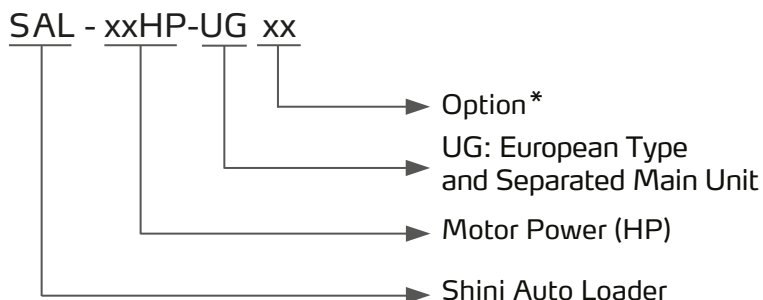 SAL - xxHP-UG xx
Option*
UG: European Type
and Separated Main Unit
Motor Power (HP)
Shini Auto Loader